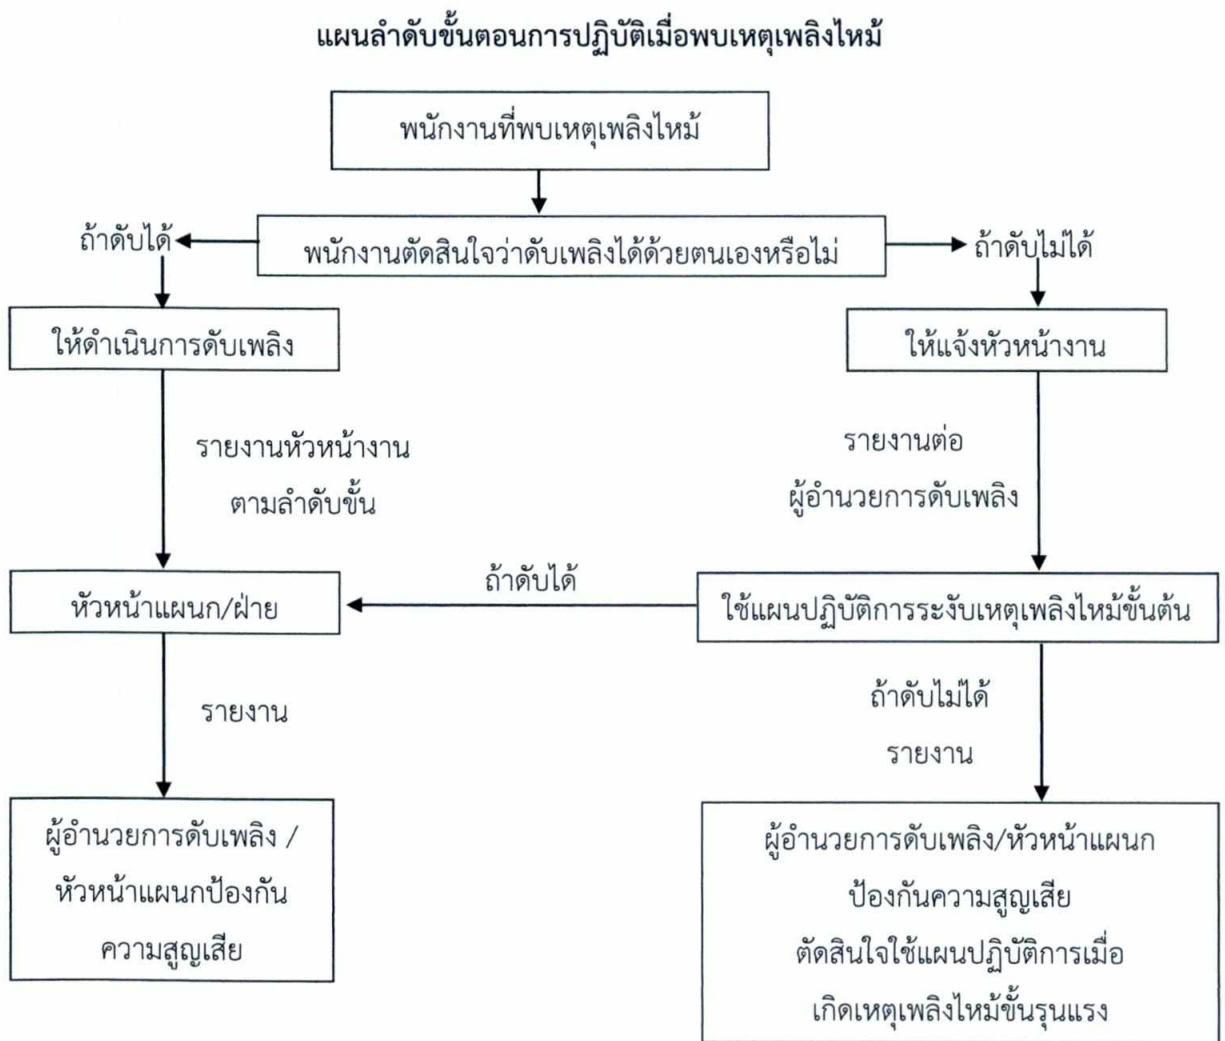 แผนลำดับขั้นตอนการปฏิบัติเมื่อพบเหตุเพลิงไหม้
พนักงานที่พบเหตุเพลิงไหม้
ถ้าดับได้
พนักงานตัดสินใจว่าดับเพลิงได้ด้วยตนเองหรือไม่
ถ้าดับไม่ได้
ให้ดำเนินการดับเพลิง
ให้แจ้งหัวหน้างาน
รายงานหัวหน้างาน
ตามลำดับขั้น
รายงานต่อ
ผู้อำนวยการดับเพลิง
หัวหน้าแผนก/ฝ่าย
ถ้าดับได้
ใช้แผนปฏิบัติการระงับเหตุเพลิงไหม้ขั้นต้น
รายงาน
ถ้าดับไม่ได้
รายงาน
ผู้อำนวยการดับเพลิง /
หัวหน้าแผนกป้องกัน
ความสูญเสีย
ผู้อำนวยการดับเพลิง/หัวหน้าแผนก
ป้องกันความสูญเสีย
ตัดสินใจใช้แผนปฏิบัติการเมื่อ
เกิดเหตุเพลิงไหม้ขั้นรุนแรง